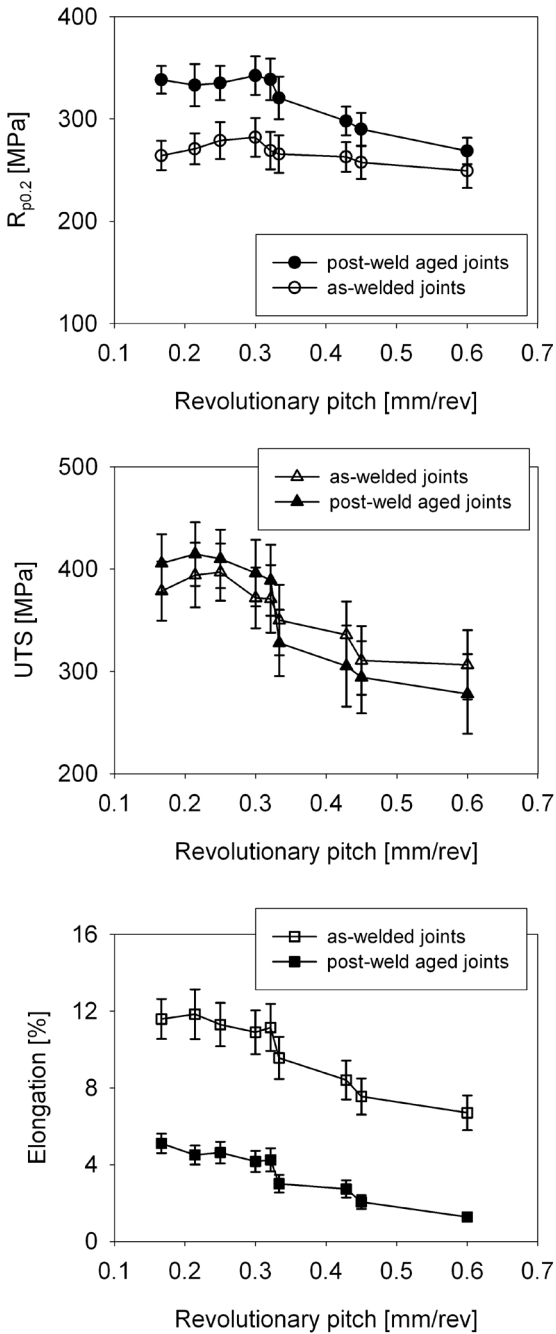 400
300
200
100
R_p0.2 [MPa]
post-weld aged joints
as-welded joints
0.1 0.2 0.3 0.4 0.5 0.6 0.7
Revolutionary pitch [mm/rev]
500
400
300
200
UTS [MPa]
as-welded joints
post-weld aged joints
0.1 0.2 0.3 0.4 0.5 0.6 0.7
Revolutionary pitch [mm/rev]
16
12
8
4
0
Elongation [%]
as-welded joints
post-weld aged joints
0.1 0.2 0.3 0.4 0.5 0.6 0.7
Revolutionary pitch [mm/rev]